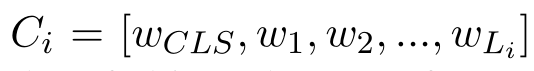 C_i = [w_{CLS}, w_1, w_2, ..., w_{L_i}]